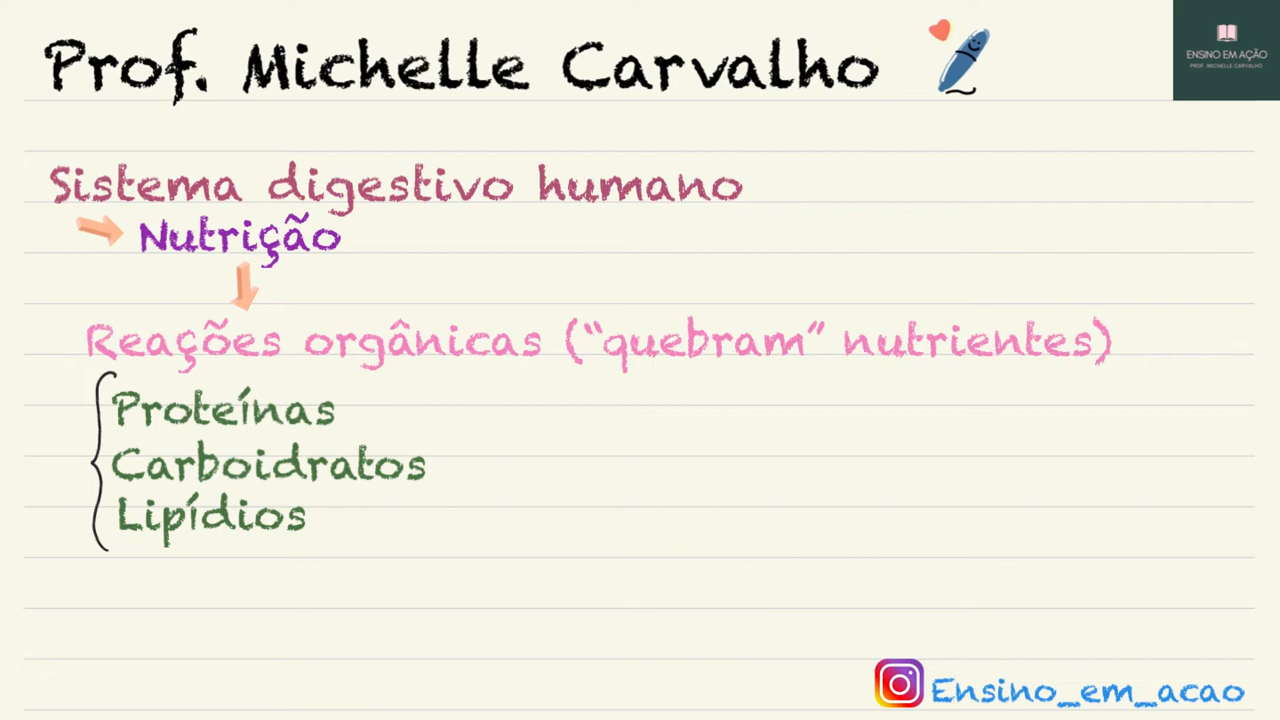 Prof. Michelle Carvalho
ENSINO EM AÇÃO
PROF. MICHELLE CARVALHO
Sistema digestivo humano
Nutrição
Reações orgânicas (“quebram” nutrientes)
Proteínas
Carboidratos
Lipídios
Ensino_em_acao